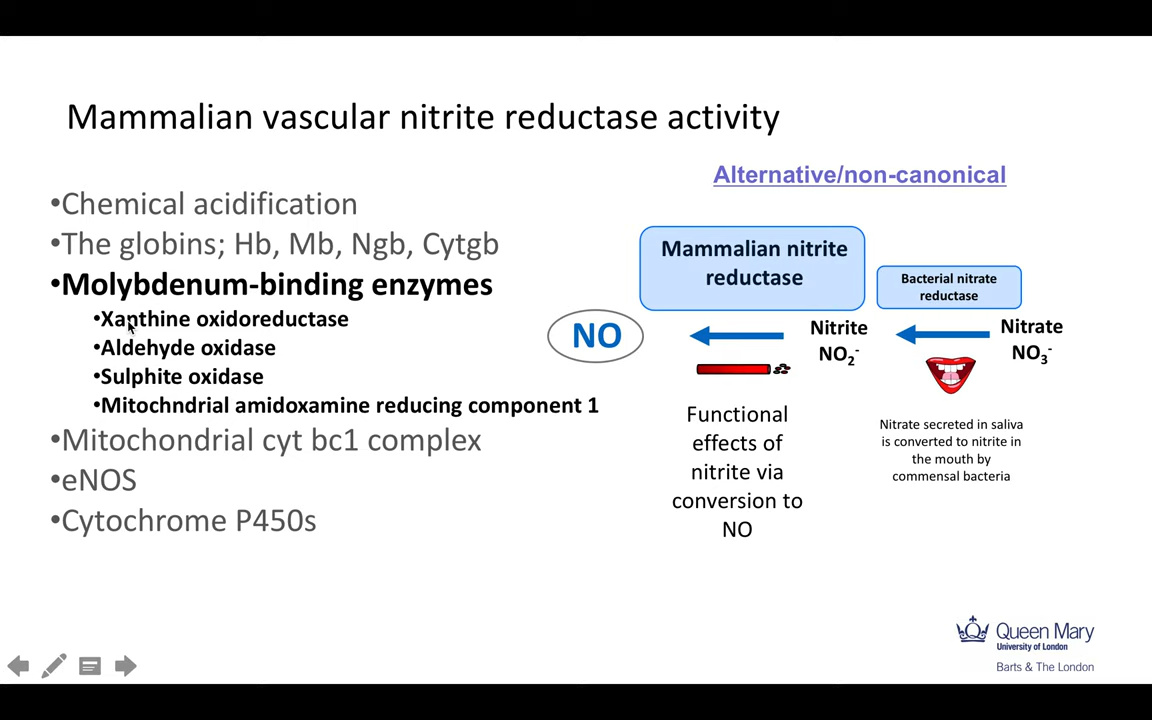 Mammalian vascular nitrite reductase activity
•Chemical acidification
•The globins; Hb, Mb, Ngb, Cytgb
•Molybdenum-binding enzymes
•Xanthine oxidoreductase
•Aldehyde oxidase
•Sulphite oxidase
•Mitochndrial amidoxamine reducing component 1
•Mitochondrial cyt bc1 complex
•eNOS
•Cytochrome P450s
Alternative/non-canonical
Mammalian nitrite
reductase
Bacterial nitrate
reductase
NO
Nitrite
NO₂⁻
Nitrate
NO₃⁻
Functional
effects of
nitrite via
conversion to
NO
Nitrate secreted in saliva
is converted to nitrite in
the mouth by
commensal bacteria
Queen Mary
University of London
Barts & The London